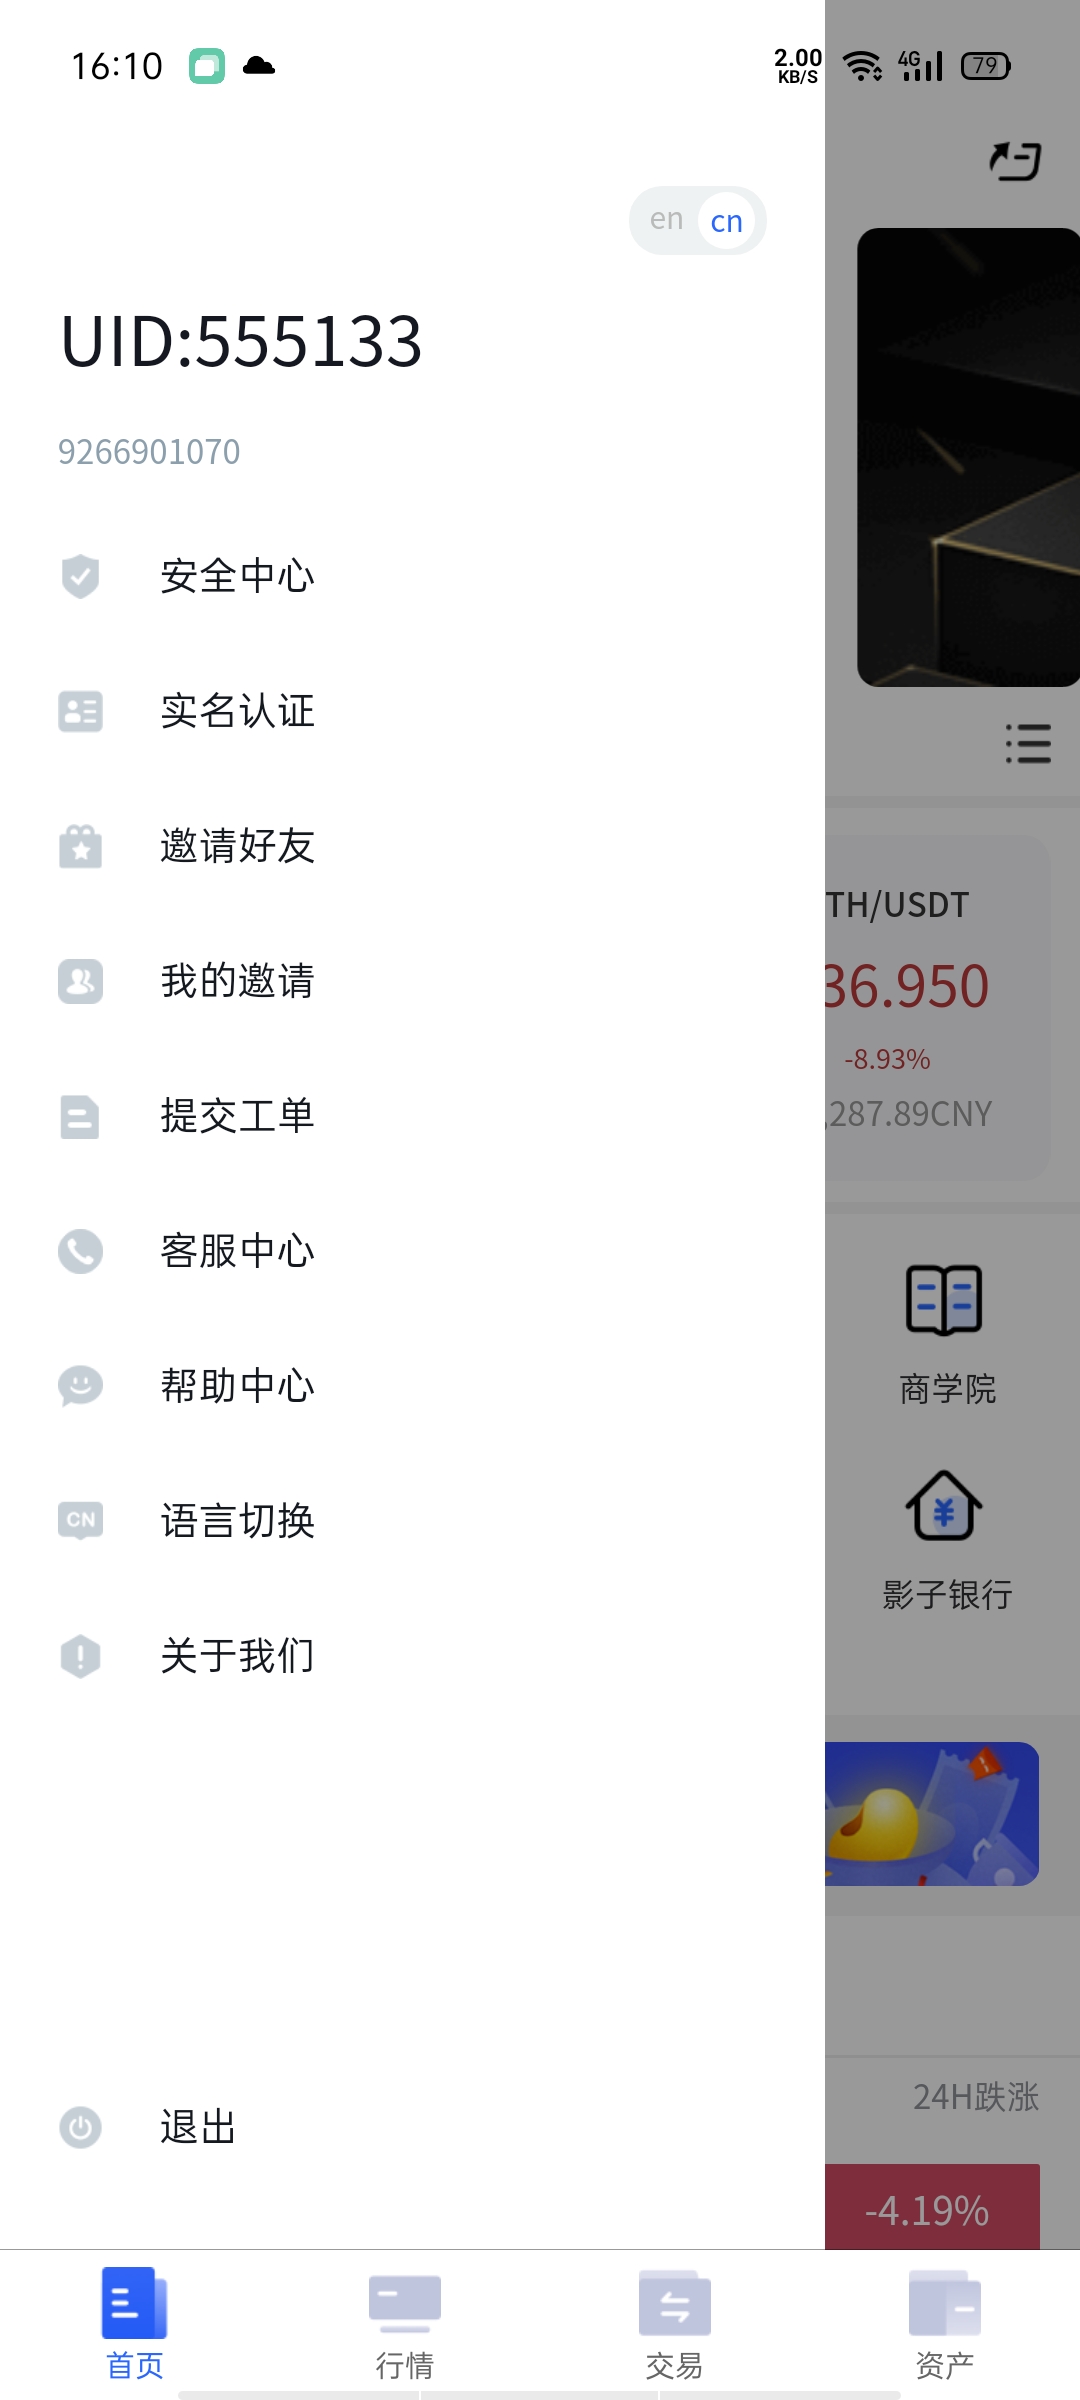 16:10
2.00
KB/S
4G
79
en cn
UID:555133
9266901070
安全中心
实名认证
邀请好友
我的邀请
提交工单
客服中心
帮助中心
CN
语言切换
关于我们
退出
TH/USDT
36.950
-8.93%
,287.89CNY
商学院
影子银行
24H跌涨
-4.19%
首页
行情
交易
资产